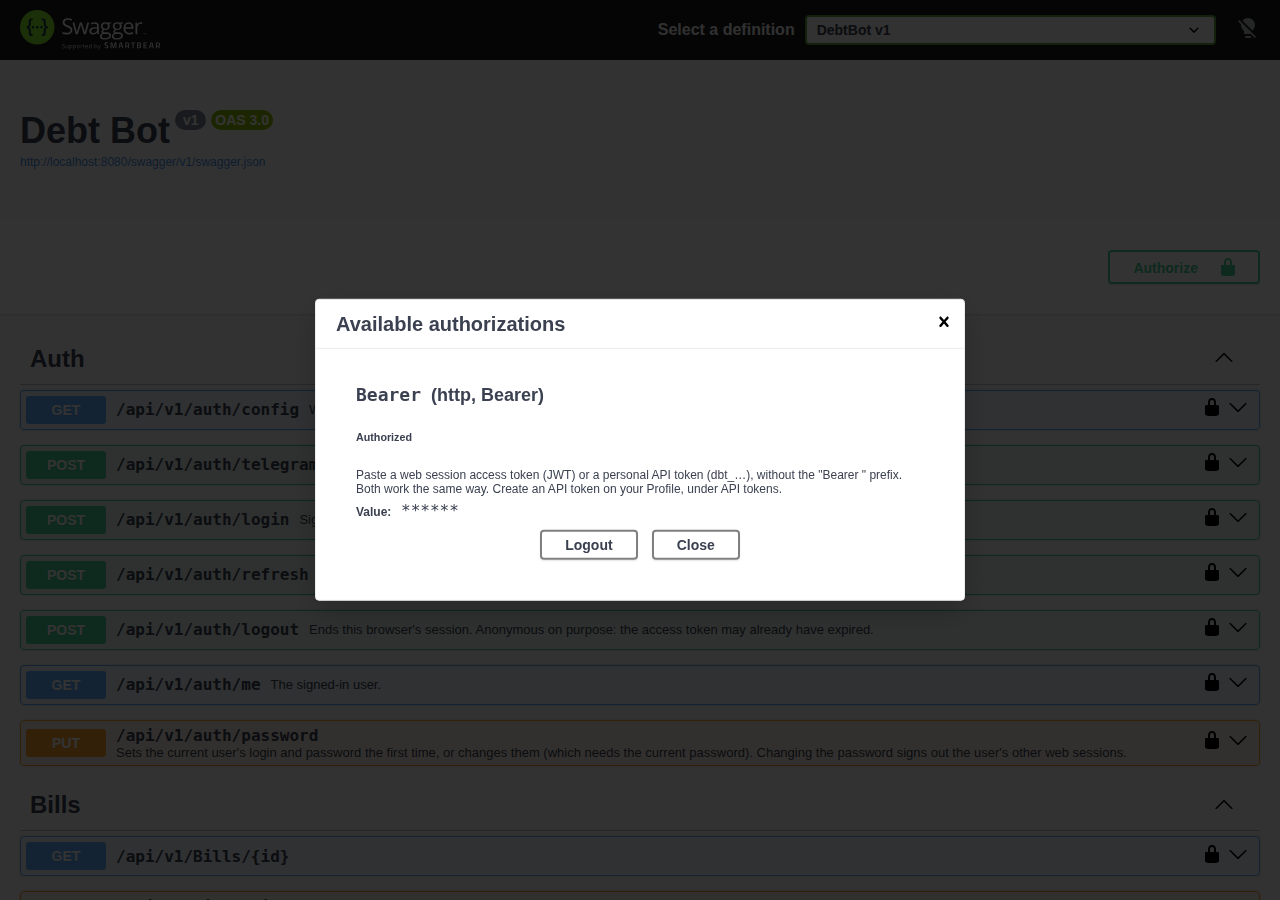 Swagger.
Supported by SMARTBEAR
Select a definition
DebtBot v1
Debt Bot v1 OAS 3.0
http://localhost:8080/swagger/v1/swagger.json
Authorize
Available authorizations
Bearer (http, Bearer)
Authorized
Paste a web session access token (JWT) or a personal API token (dbt_…), without the "Bearer " prefix.
Both work the same way. Create an API token on your Profile, under API tokens.
Value: ******
Logout Close
Auth
GET /api/v1/auth/config
POST /api/v1/auth/telegram
POST /api/v1/auth/login
POST /api/v1/auth/refresh
POST /api/v1/auth/logout Ends this browser's session. Anonymous on purpose: the access token may already have expired.
GET /api/v1/auth/me The signed-in user.
PUT /api/v1/auth/password
Sets the current user's login and password the first time, or changes them (which needs the current password). Changing the password signs out the user's other web sessions.
Bills
GET /api/v1/Bills/{id}